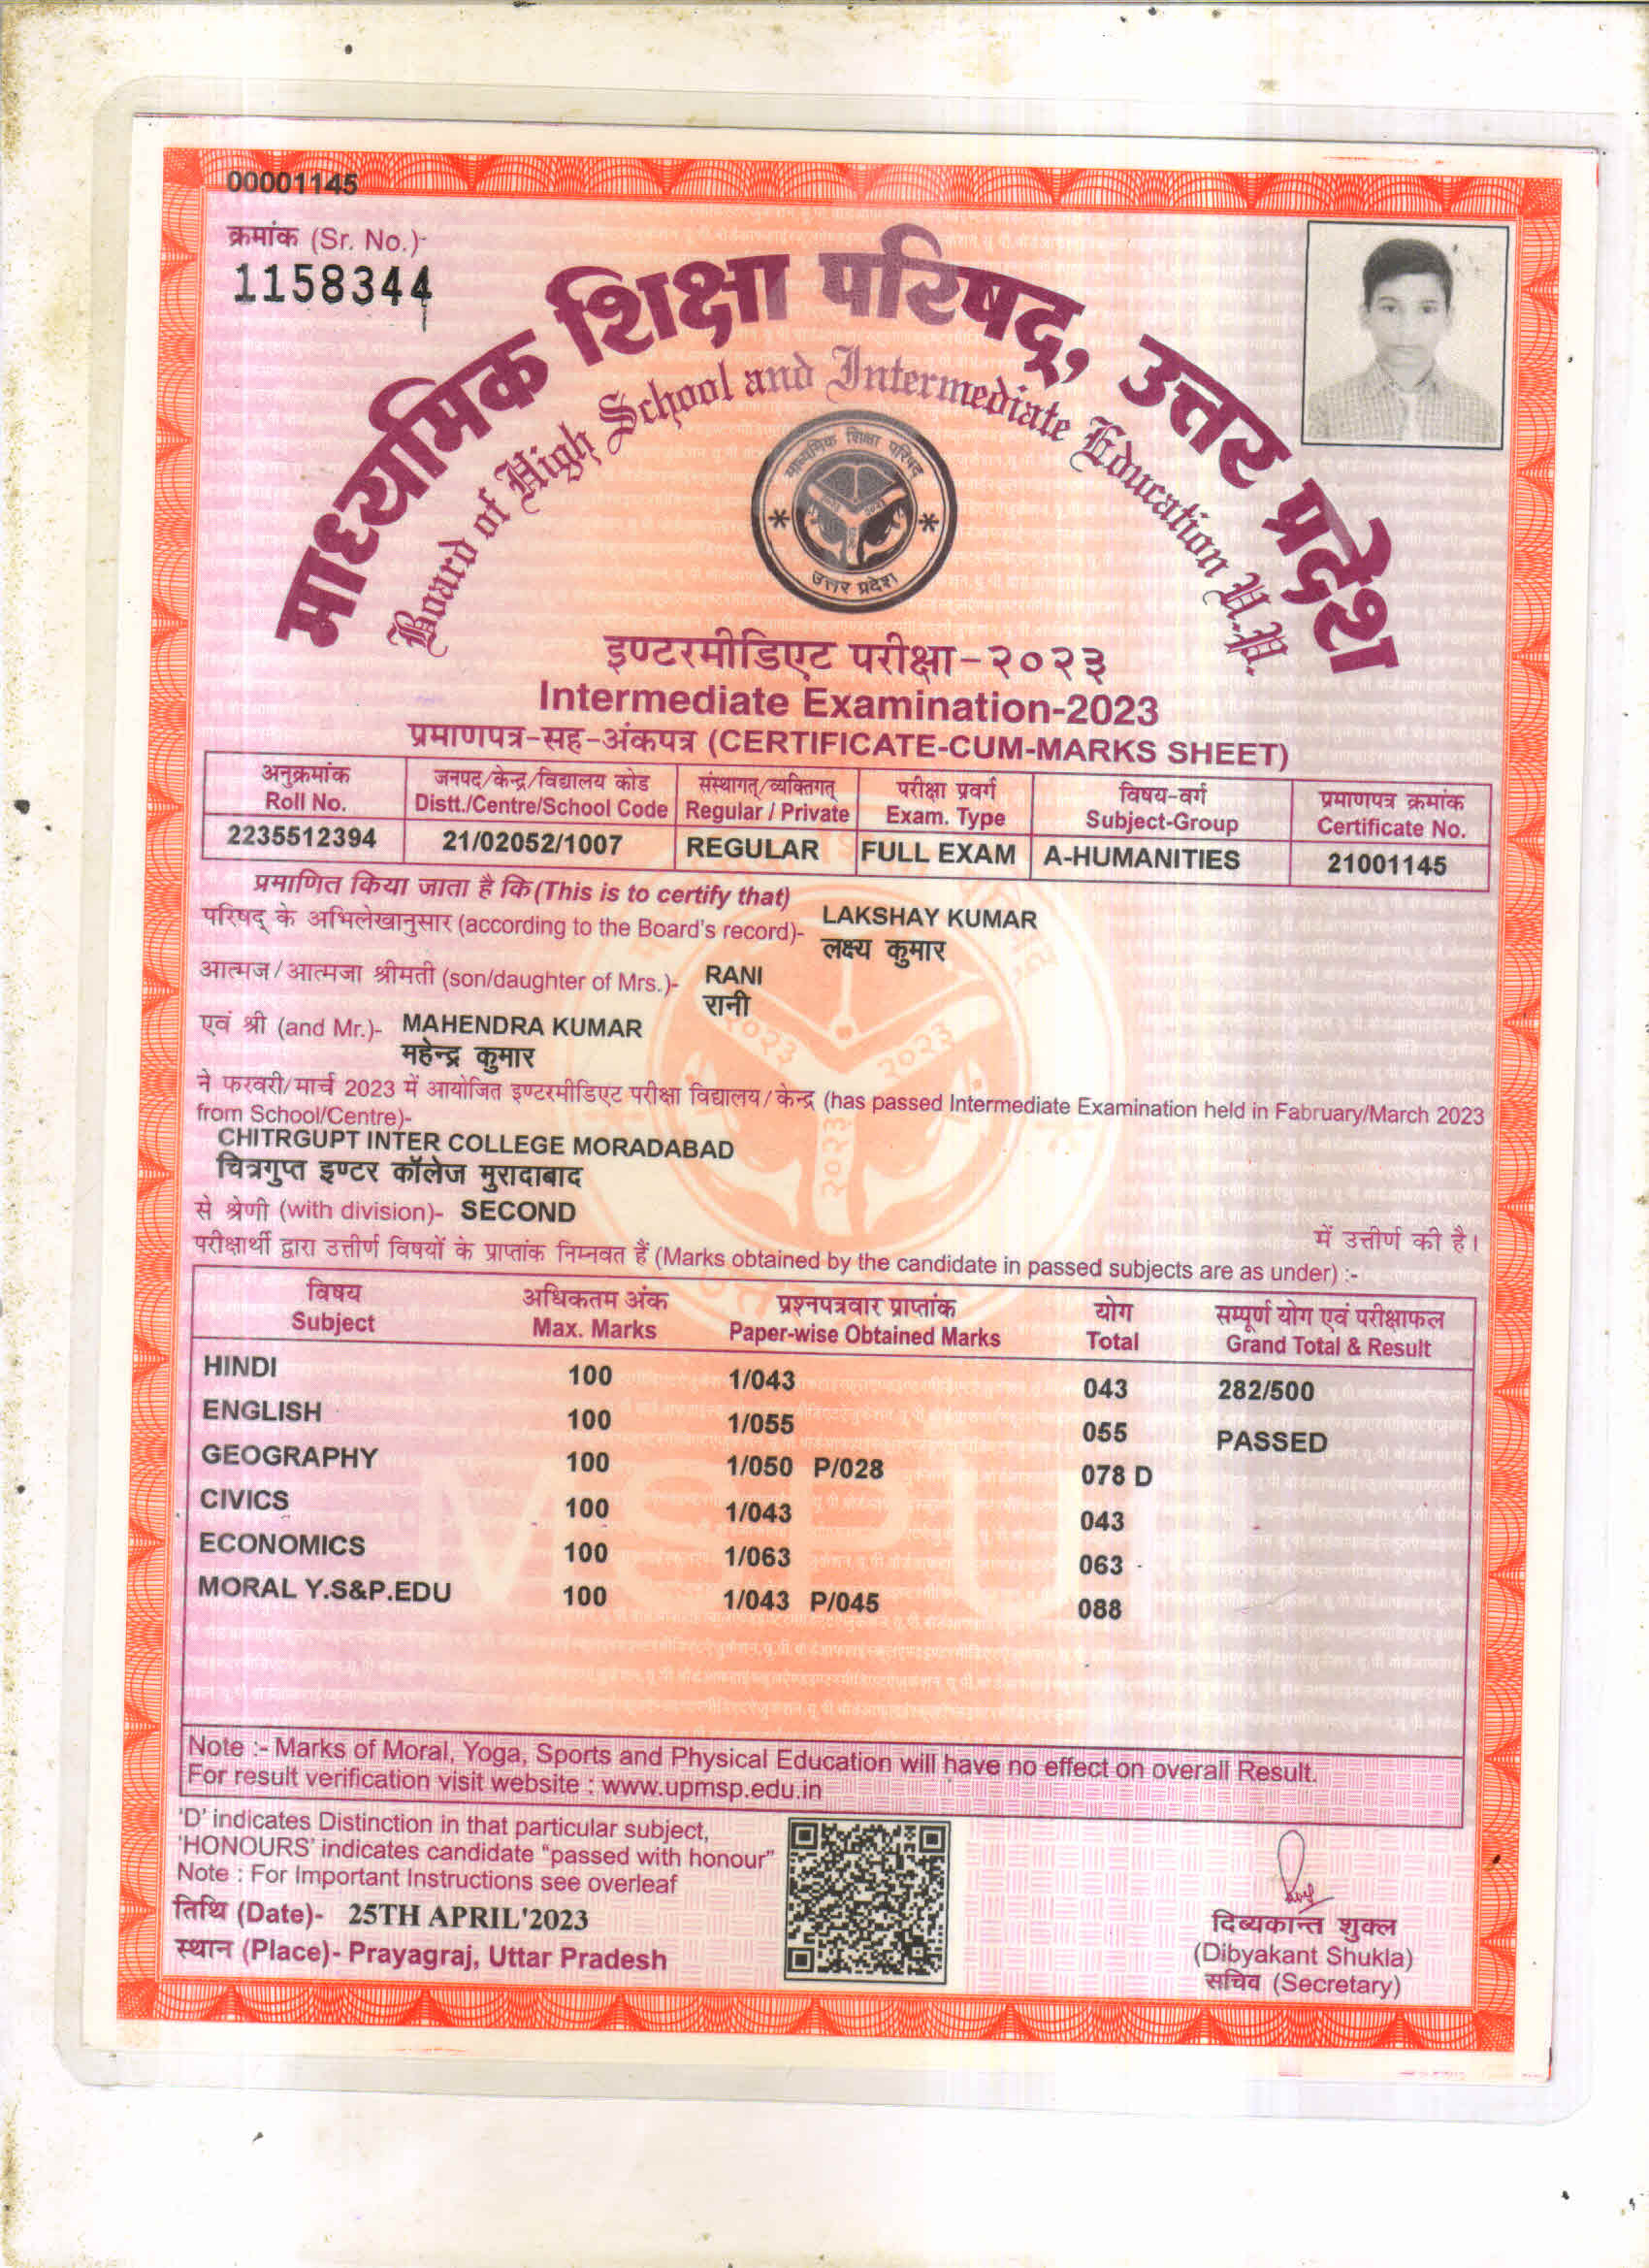 00001145
क्रमांक (Sr. No.)-
1158344
माध्यमिक शिक्षा परिषद्, उत्तर प्रदेश
Board of High School and Intermediate Education U.P.
माध्यमिक शिक्षा परिषद
उत्तर प्रदेश
इण्टरमीडिएट परीक्षा-२०२३
Intermediate Examination-2023
प्रमाणपत्र-सह-अंकपत्र (CERTIFICATE-CUM-MARKS SHEET)
अनुक्रमांक जनपद/केन्द्र/विद्यालय कोड संस्थागत्/व्यक्तिगत् परीक्षा प्रवर्ग विषय-वर्ग प्रमाणपत्र क्रमांक
Roll No. Distt./Centre/School Code Regular / Private Exam. Type Subject-Group Certificate No.
2235512394 21/02052/1007 REGULAR FULL EXAM A-HUMANITIES 21001145
प्रमाणित किया जाता है कि (This is to certify that)
परिषद् के अभिलेखानुसार (according to the Board's record)- LAKSHAY KUMAR
लक्ष्य कुमार
आत्मज/आत्मजा श्रीमती (son/daughter of Mrs.)- RANI
रानी
एवं श्री (and Mr.)- MAHENDRA KUMAR
महेन्द्र कुमार
ने फरवरी/मार्च 2023 में आयोजित इण्टरमीडिएट परीक्षा विद्यालय/केन्द्र (has passed Intermediate Examination held in Fabruary/March 2023
from School/Centre)-
CHITRGUPT INTER COLLEGE MORADABAD
चित्रगुप्त इण्टर कॉलेज मुरादाबाद
से श्रेणी (with division)- SECOND
में उत्तीर्ण की है।
परीक्षार्थी द्वारा उत्तीर्ण विषयों के प्राप्तांक निम्नवत हैं (Marks obtained by the candidate in passed subjects are as under) :-
विषय अधिकतम अंक प्रश्नपत्रवार प्राप्तांक योग सम्पूर्ण योग एवं परीक्षाफल
Subject Max. Marks Paper-wise Obtained Marks Total Grand Total & Result
HINDI 100 1/043 043 282/500
ENGLISH 100 1/055 055 PASSED
GEOGRAPHY 100 1/050 P/028 078 D
CIVICS 100 1/043 043
ECONOMICS 100 1/063 063
MORAL Y.S&P.EDU 100 1/043 P/045 088
Note :- Marks of Moral, Yoga, Sports and Physical Education will have no effect on overall Result.
For result verification visit website : www.upmsp.edu.in
'D' indicates Distinction in that particular subject,
'HONOURS' indicates candidate "passed with honour"
Note : For Important Instructions see overleaf
तिथि (Date)- 25TH APRIL'2023
स्थान (Place)- Prayagraj, Uttar Pradesh
दिब्यकान्त शुक्ल
(Dibyakant Shukla)
सचिव (Secretary)